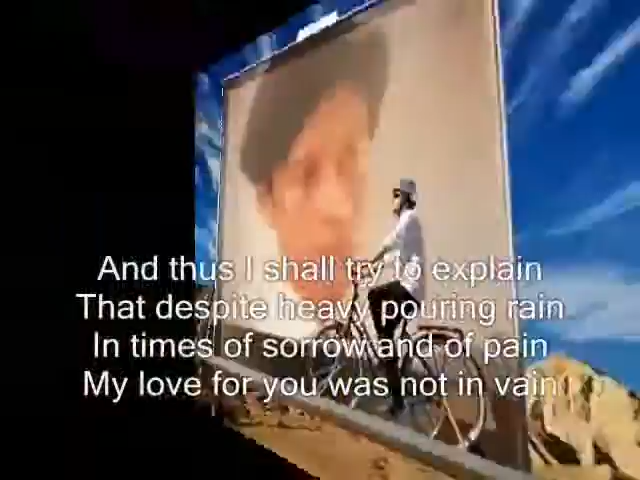 And thus I shall try to explain
That despite heavy pouring rain
In times of sorrow and of pain
My love for you was not in vain